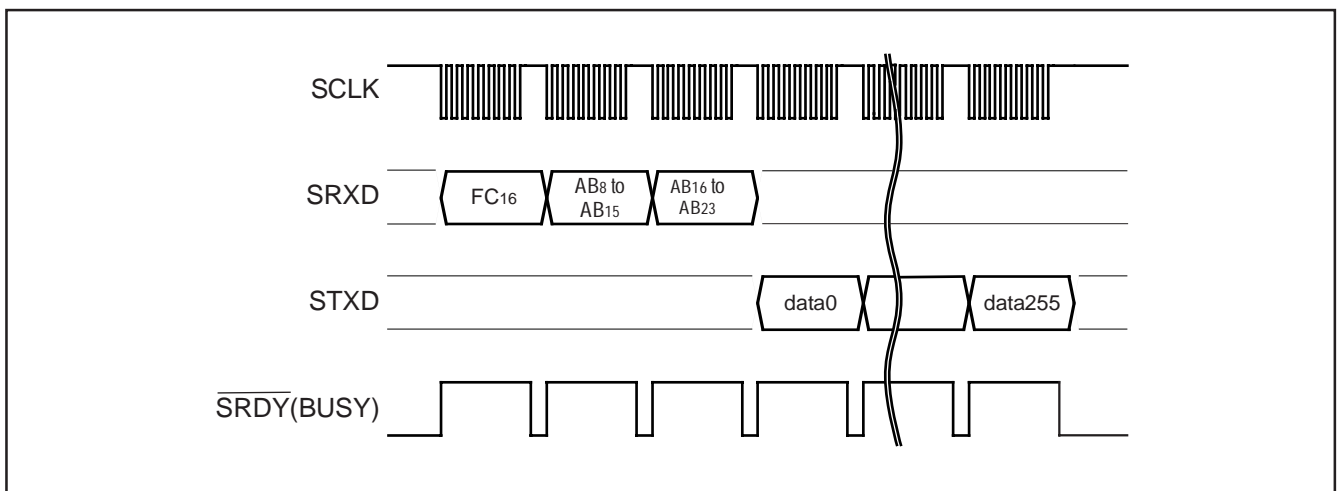 SCLK
SRXD
FC16
AB8 to
AB15
AB16 to
AB23
STXD
data0
data255
SRDY(BUSY)